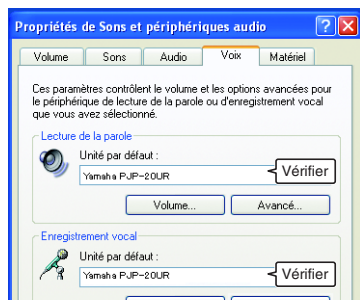 Propriétés de Sons et périphériques audio
Volume Sons Audio Voix Matériel
Ces paramètres contrôlent le volume et les options avancées pour
le périphérique de lecture de la parole ou d'enregistrement vocal
que vous avez sélectionné.
Lecture de la parole
Unité par défaut :
Yamaha PJP-20UR
Vérifier
Volume... Avancé...
Enregistrement vocal
Unité par défaut :
Yamaha PJP-20UR
Vérifier